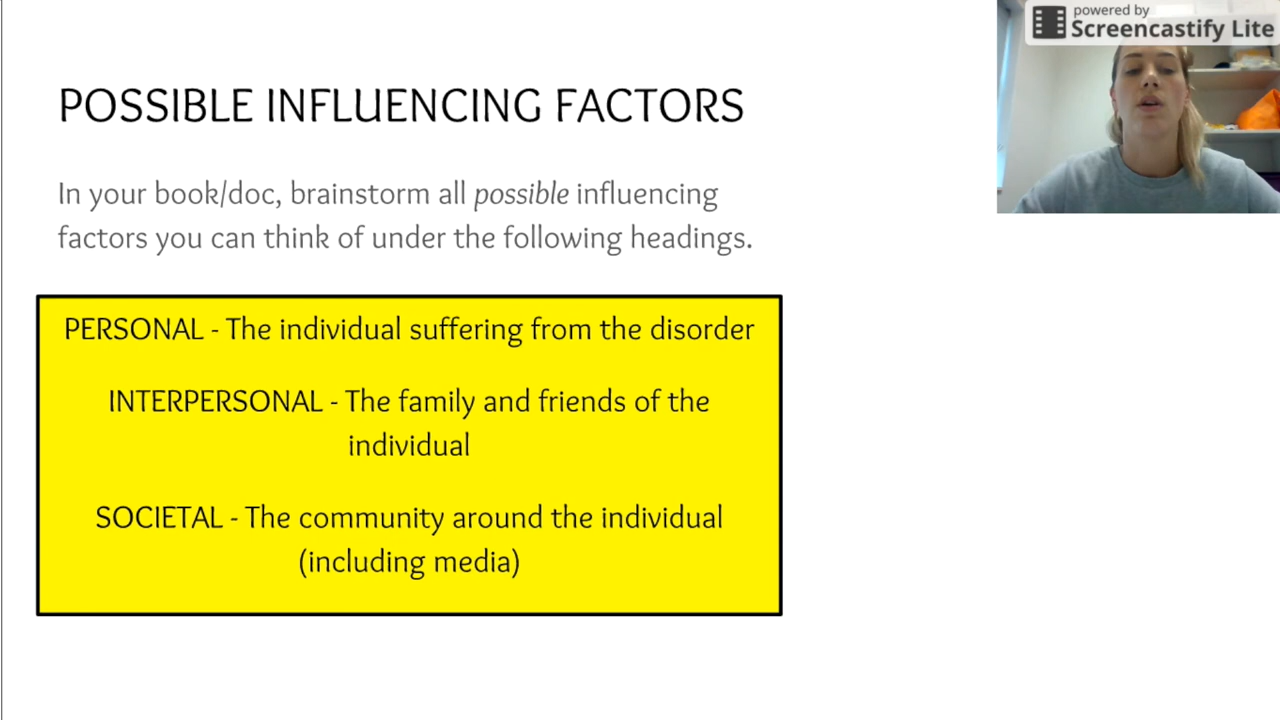 powered by
Screencastify Lite
POSSIBLE INFLUENCING FACTORS
In your book/doc, brainstorm all possible influencing
factors you can think of under the following headings.
PERSONAL - The individual suffering from the disorder
INTERPERSONAL - The family and friends of the
individual
SOCIETAL - The community around the individual
(including media)